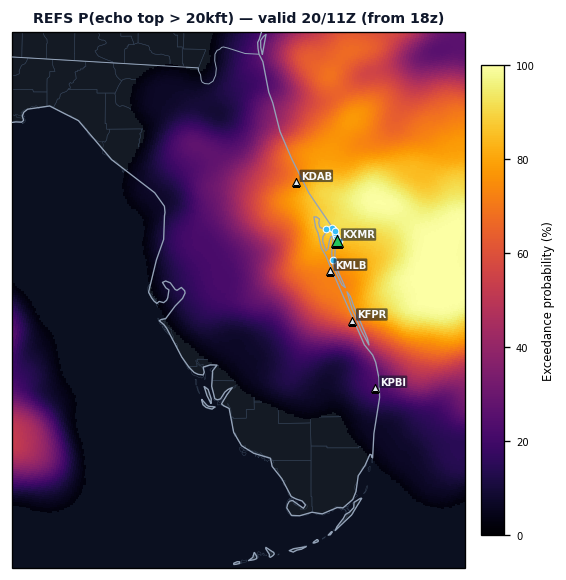 REFS P(echo top > 20kft) — valid 20/11Z (from 18z)
KDAB
KXMR
KMLB
KFPR
KPBI
100
80
60
40
20
0
Exceedance probability (%)